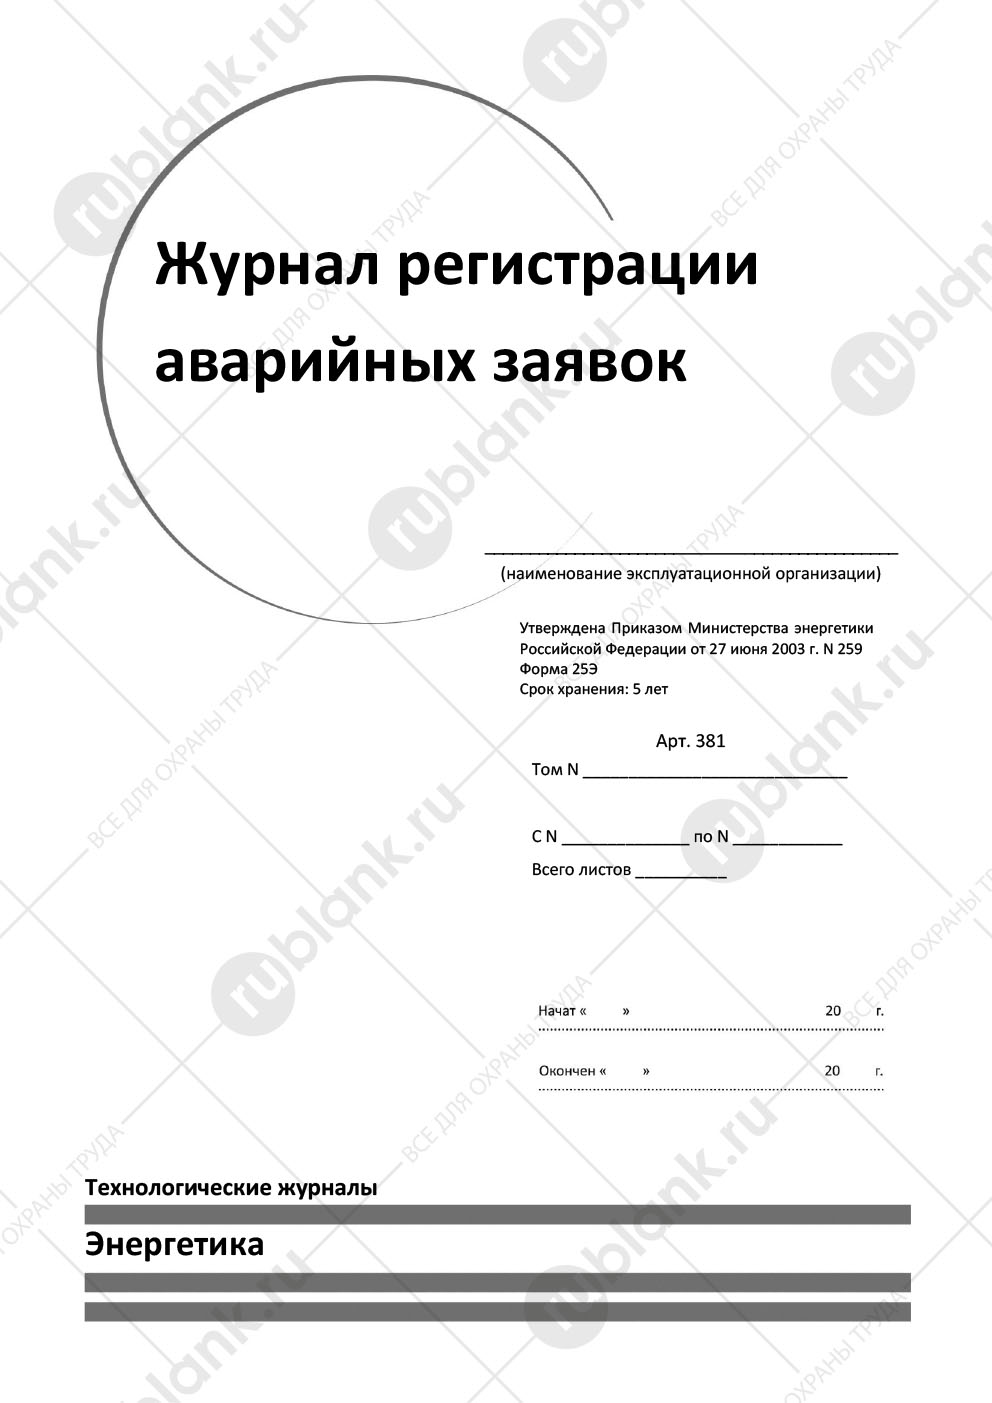 Журнал регистрации
аварийных заявок
(наименование эксплуатационной организации)
Утверждена Приказом Министерства энергетики
Российской Федерации от 27 июня 2003 г. N 259
Форма 25Э
Срок хранения: 5 лет
Арт. 381
Том N ____________________________
С N ______________ по N ____________
Всего листов __________
Начат « » 20 г.
Окончен « » 20 г.
Технологические журналы
Энергетика
rublank.ru
ВСЕ ДЛЯ ОХРАНЫ ТРУДА